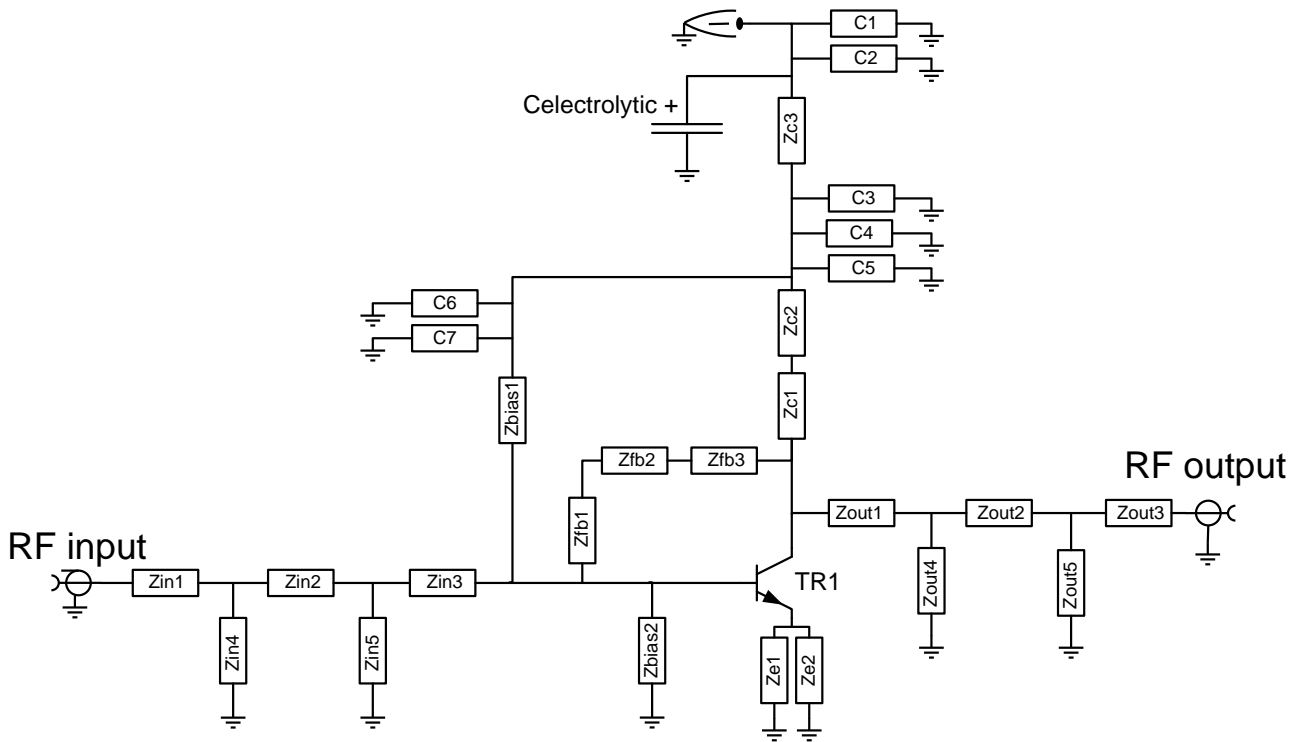 C1
C2
Celectrolytic +
Zc3
C3
C4
C5
C6
C7
Zc2
Zbias1
Zc1
Zfb2
Zfb3
RF output
Zfb1
Zout1
Zout2
Zout3
RF input
Zin1
Zin2
Zin3
TR1
Zout4
Zout5
Zin4
Zin5
Zbias2
Ze1
Ze2